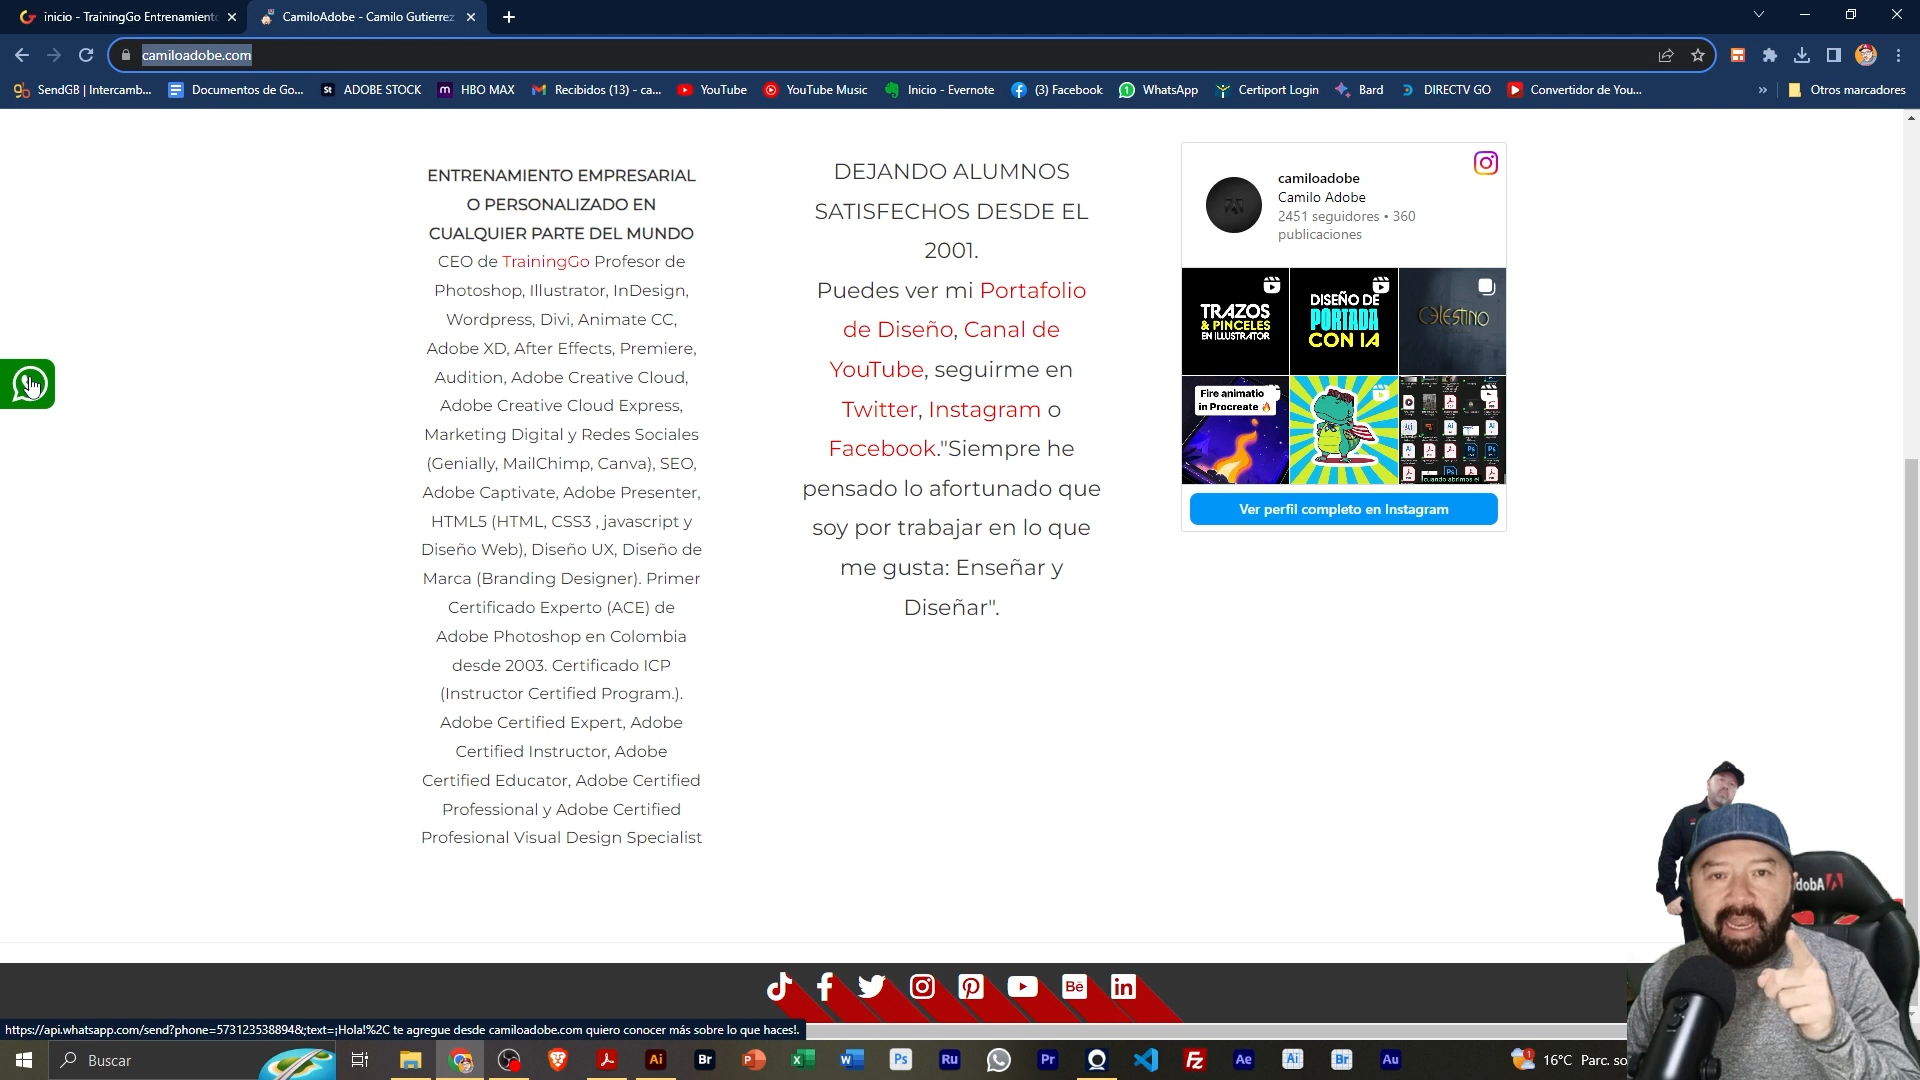 inicio - TrainingGo Entrenamiento
CamiloAdobe - Camilo Gutierrez
camiloadobe.com
SendGB | Intercamb...
Documentos de Go...
ADOBE STOCK
HBO MAX
Recibidos (13) - ca...
YouTube
YouTube Music
Inicio - Evernote
(3) Facebook
WhatsApp
Certiport Login
Bard
DIRECTV GO
Convertidor de You...
»
Otros marcadores
ENTRENAMIENTO EMPRESARIAL
O PERSONALIZADO EN
CUALQUIER PARTE DEL MUNDO
CEO de TrainingGo Profesor de
Photoshop, Illustrator, InDesign,
Wordpress, Divi, Animate CC,
Adobe XD, After Effects, Premiere,
Audition, Adobe Creative Cloud,
Adobe Creative Cloud Express,
Marketing Digital y Redes Sociales
(Genially, MailChimp, Canva), SEO,
Adobe Captivate, Adobe Presenter,
HTML5 (HTML, CSS3 , javascript y
Diseño Web), Diseño UX, Diseño de
Marca (Branding Designer). Primer
Certificado Experto (ACE) de
Adobe Photoshop en Colombia
desde 2003. Certificado ICP
(Instructor Certified Program.).
Adobe Certified Expert, Adobe
Certified Instructor, Adobe
Certified Educator, Adobe Certified
Professional y Adobe Certified
Profesional Visual Design Specialist
DEJANDO ALUMNOS
SATISFECHOS DESDE EL
2001.
Puedes ver mi Portafolio
de Diseño, Canal de
YouTube, seguirme en
Twitter, Instagram o
Facebook."Siempre he
pensado lo afortunado que
soy por trabajar en lo que
me gusta: Enseñar y
Diseñar".
camiloadobe
Camilo Adobe
2451 seguidores • 360
publicaciones
TRAZOS
& PINCELES
EN ILLUSTRATOR
DISEÑO DE
PORTADA
CON IA
CELESTINO
Fire animatio
in Procreate 🔥
cuando abrimos el
Ver perfil completo en Instagram
https://api.whatsapp.com/send?phone=573123538894&;text=¡Hola!%2C te agregue desde camiloadobe.com quiero conocer más sobre lo que haces!.
Buscar
16°C Parc. so